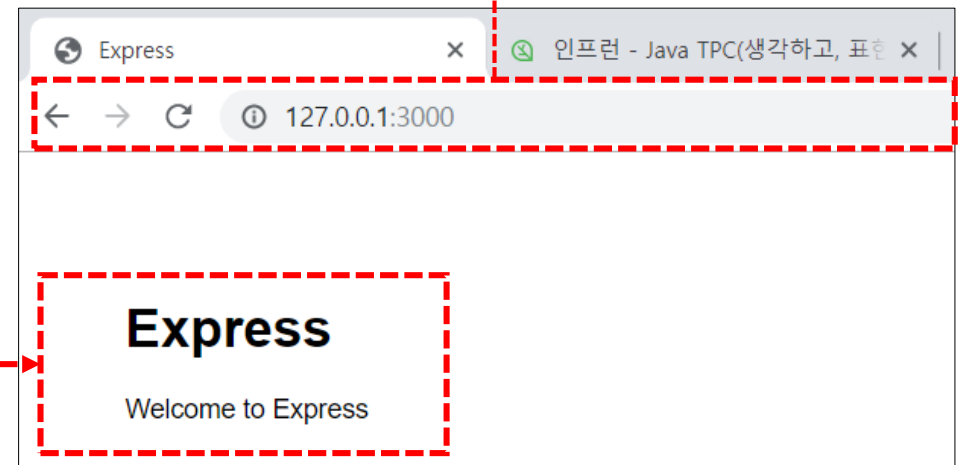 Express
인프런 - Java TPC(생각하고, 표현
127.0.0.1:3000
Express
Welcome to Express